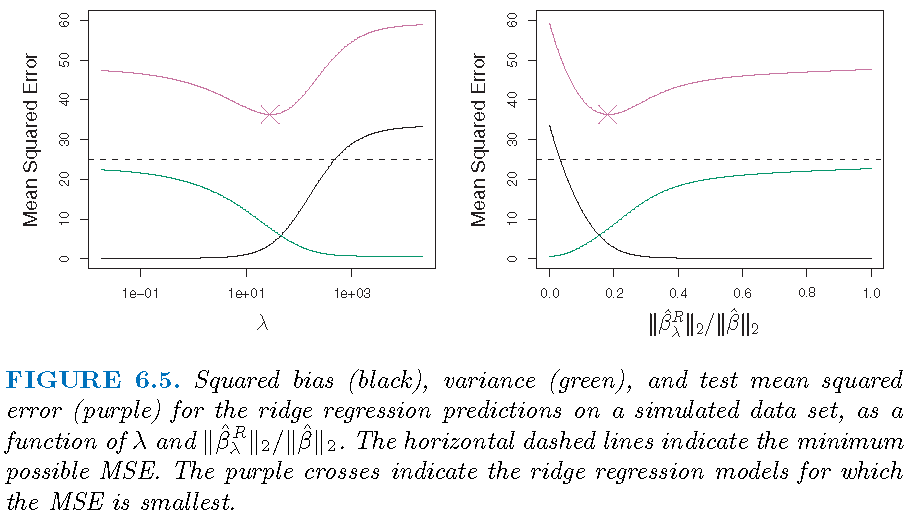 Mean Squared Error
0 10 20 30 40 50 60
1e−01 1e+01 1e+03
λ
Mean Squared Error
0 10 20 30 40 50 60
0.0 0.2 0.4 0.6 0.8 1.0
‖β̂λᴿ‖₂/‖β̂‖₂
FIGURE 6.5. Squared bias (black), variance (green), and test mean squared
error (purple) for the ridge regression predictions on a simulated data set, as a
function of λ and ‖β̂λᴿ‖₂/‖β̂‖₂. The horizontal dashed lines indicate the minimum
possible MSE. The purple crosses indicate the ridge regression models for which
the MSE is smallest.